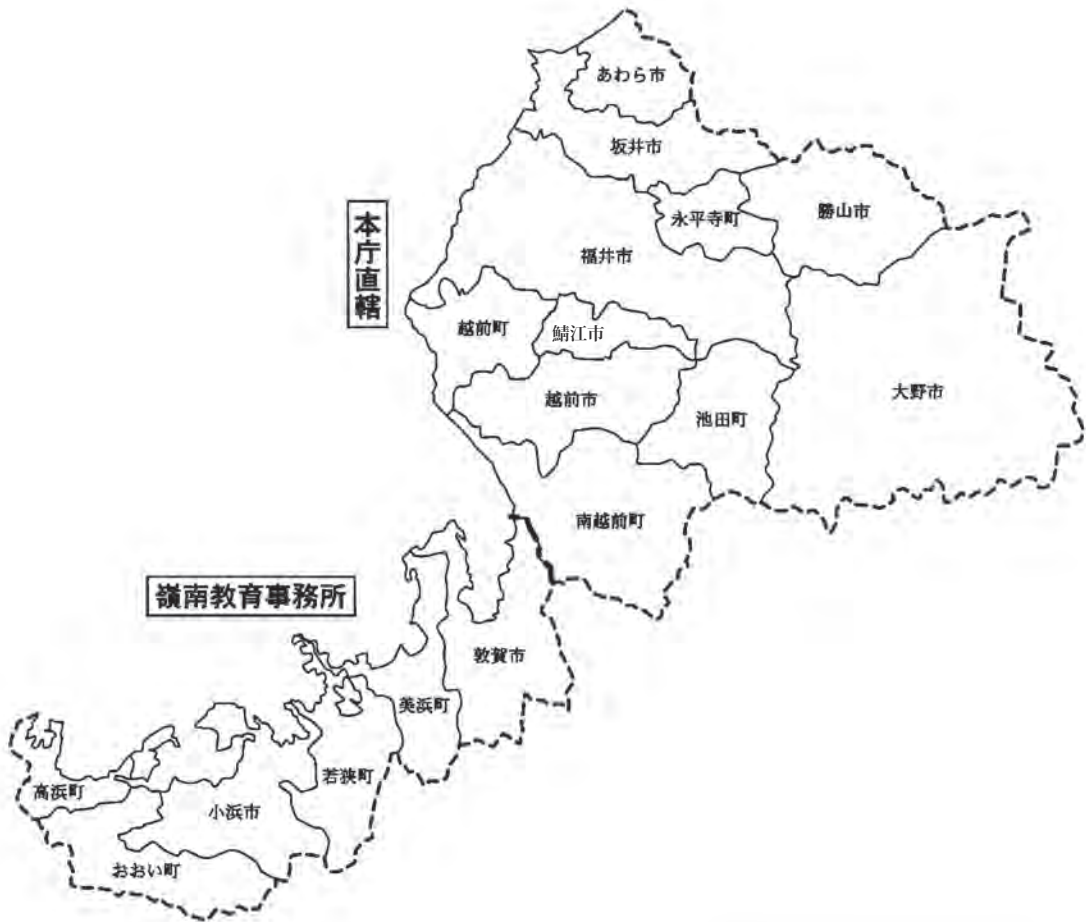 あわら市
坂井市
永平寺町
勝山市
本庁直轄
福井市
越前町
鯖江市
大野市
越前市
池田町
南越前町
嶺南教育事務所
敦賀市
美浜町
若狭町
高浜町
小浜市
おおい町